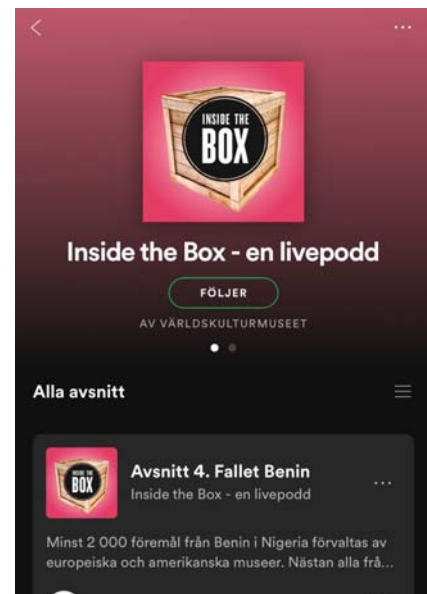 INSIDE THE
BOX
Inside the Box - en livepodd
FÖLJER
AV VÄRLDSKULTURMUSEET
Alla avsnitt
INSIDE THE
BOX
Avsnitt 4. Fallet Benin
Inside the Box - en livepodd
Minst 2 000 föremål från Benin i Nigeria förvaltas av
europeiska och amerikanska museer. Nästan alla frå...